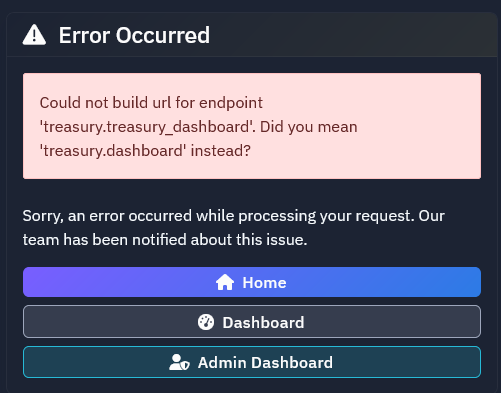 Error Occurred
Could not build url for endpoint
'treasury.treasury_dashboard'. Did you mean
'treasury.dashboard' instead?
Sorry, an error occurred while processing your request. Our
team has been notified about this issue.
Home
Dashboard
Admin Dashboard